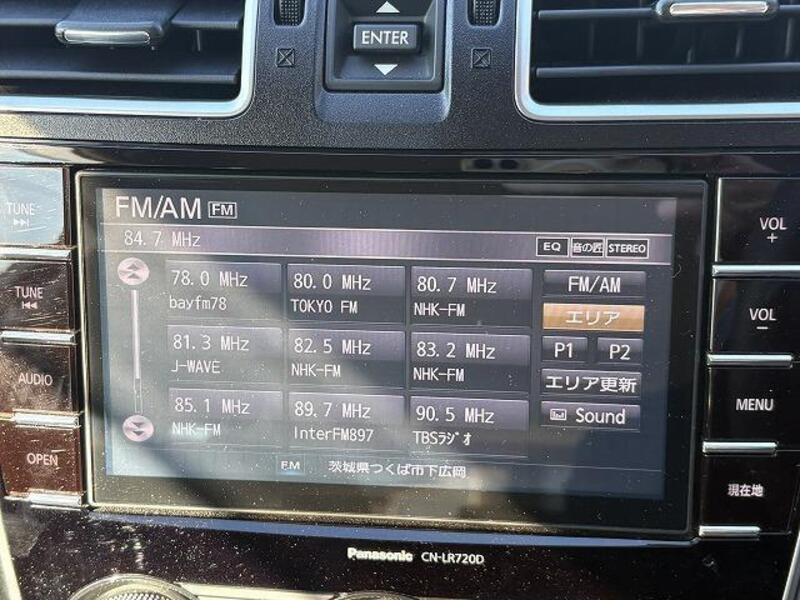 ENTER
TUNE
TUNE
AUDIO
OPEN
FM/AM FM
84.7 MHz
EQ 音の匠 STEREO
78.0 MHz
bayfm78
80.0 MHz
TOKYO FM
80.7 MHz
NHK-FM
81.3 MHz
J-WAVE
82.5 MHz
NHK-FM
83.2 MHz
NHK-FM
85.1 MHz
NHK-FM
89.7 MHz
InterFM897
90.5 MHz
TBSラジオ
FM/AM
エリア
P1 P2
エリア更新
Sound
FM 茨城県つくば市下広岡
VOL
+
VOL
−
MENU
現在地
Panasonic CN-LR720D